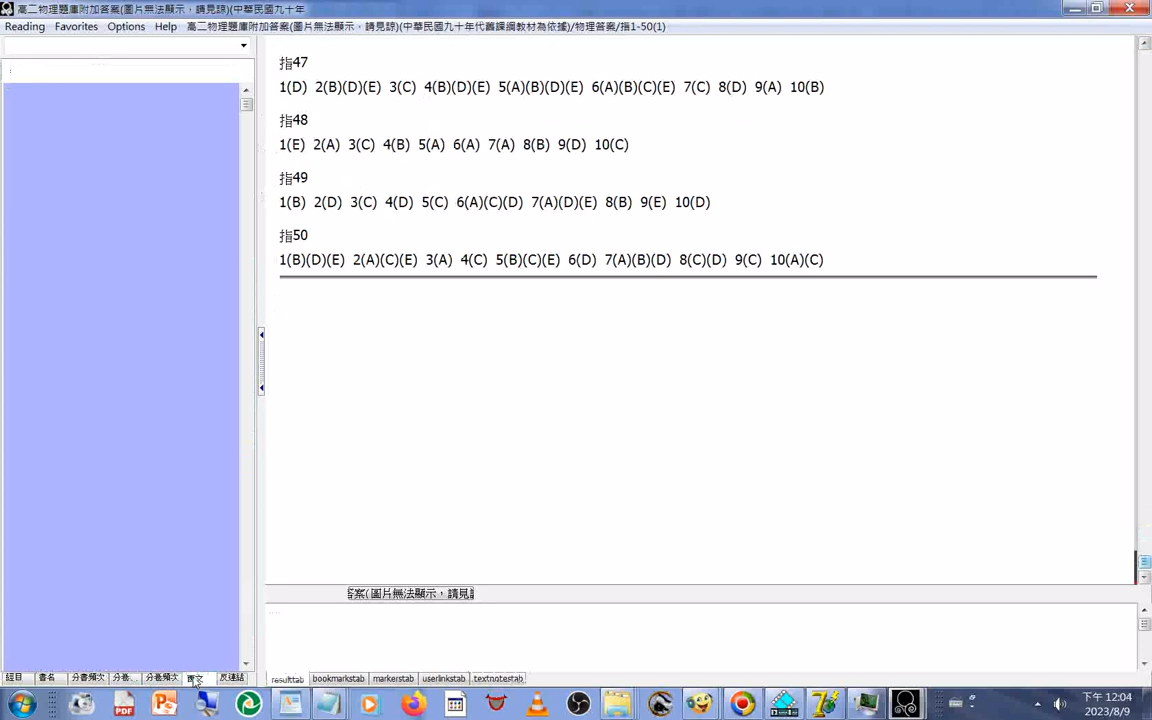 高二物理題庫附加答案(圖片無法顯示，請見諒)(中華民國九十年
Reading Favorites Options Help 高二物理題庫附加答案(圖片無法顯示，請見諒)(中華民國九十年代舊課綱教材為依據)/物理答案/指1-50(1)
指47
1(D) 2(B)(D)(E) 3(C) 4(B)(D)(E) 5(A)(B)(D)(E) 6(A)(B)(C)(E) 7(C) 8(D) 9(A) 10(B)
指48
1(E) 2(A) 3(C) 4(B) 5(A) 6(A) 7(A) 8(B) 9(D) 10(C)
指49
1(B) 2(D) 3(C) 4(D) 5(C) 6(A)(C)(D) 7(A)(D)(E) 8(B) 9(E) 10(D)
指50
1(B)(D)(E) 2(A)(C)(E) 3(A) 4(C) 5(B)(C)(E) 6(D) 7(A)(B)(D) 8(C)(D) 9(C) 10(A)(C)
答案(圖片無法顯示，請見
經目 書名 分書頻次 分卷... 分卷頻次 反連結 resulttab bookmarkstab markerstab userlinkstab textnotestab
下午 12:04
2023/8/9